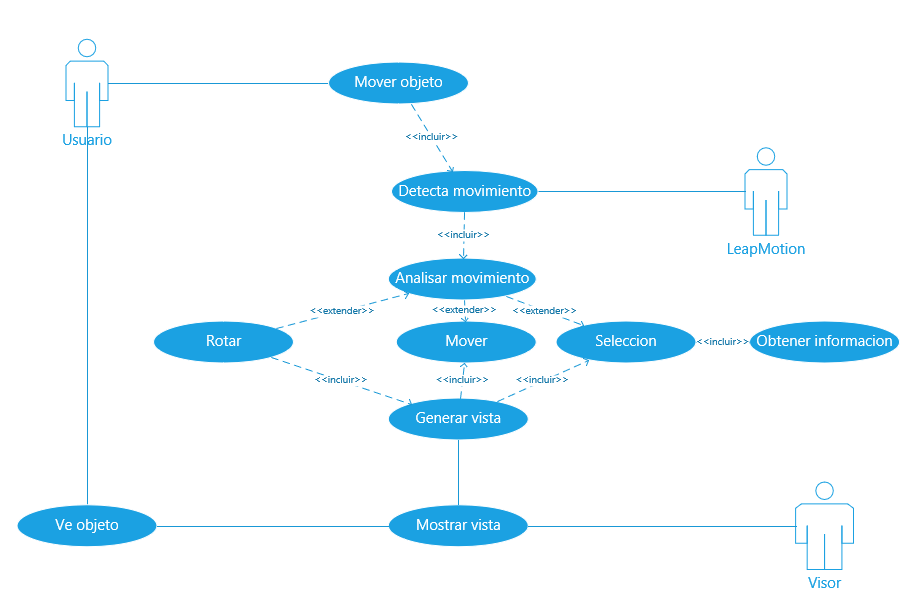 Mover objeto
Usuario
<<incluir>>
Detecta movimiento
LeapMotion
<<incluir>>
Analisar movimiento
<<extender>>
<<extender>>
<<extender>>
Rotar
Mover
Seleccion
<<incluir>>
Obtener informacion
<<incluir>>
<<incluir>>
<<incluir>>
Generar vista
Ve objeto
Mostrar vista
Visor